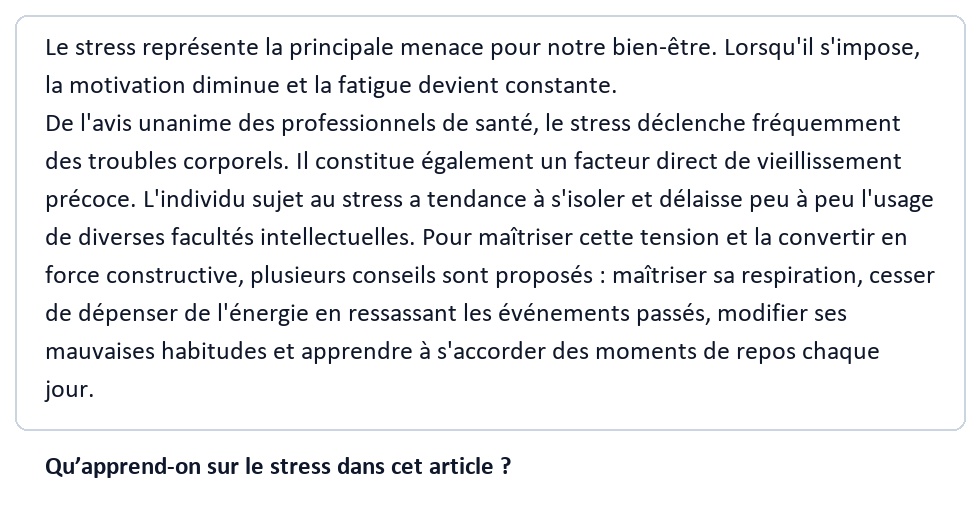 Le stress représente la principale menace pour notre bien-être. Lorsqu'il s'impose,
la motivation diminue et la fatigue devient constante.
De l'avis unanime des professionnels de santé, le stress déclenche fréquemment
des troubles corporels. Il constitue également un facteur direct de vieillissement
précoce. L'individu sujet au stress a tendance à s'isoler et délaisse peu à peu l'usage
de diverses facultés intellectuelles. Pour maîtriser cette tension et la convertir en
force constructive, plusieurs conseils sont proposés : maîtriser sa respiration, cesser
de dépenser de l'énergie en ressassant les événements passés, modifier ses
mauvaises habitudes et apprendre à s'accorder des moments de repos chaque
jour.
Qu’apprend-on sur le stress dans cet article ?